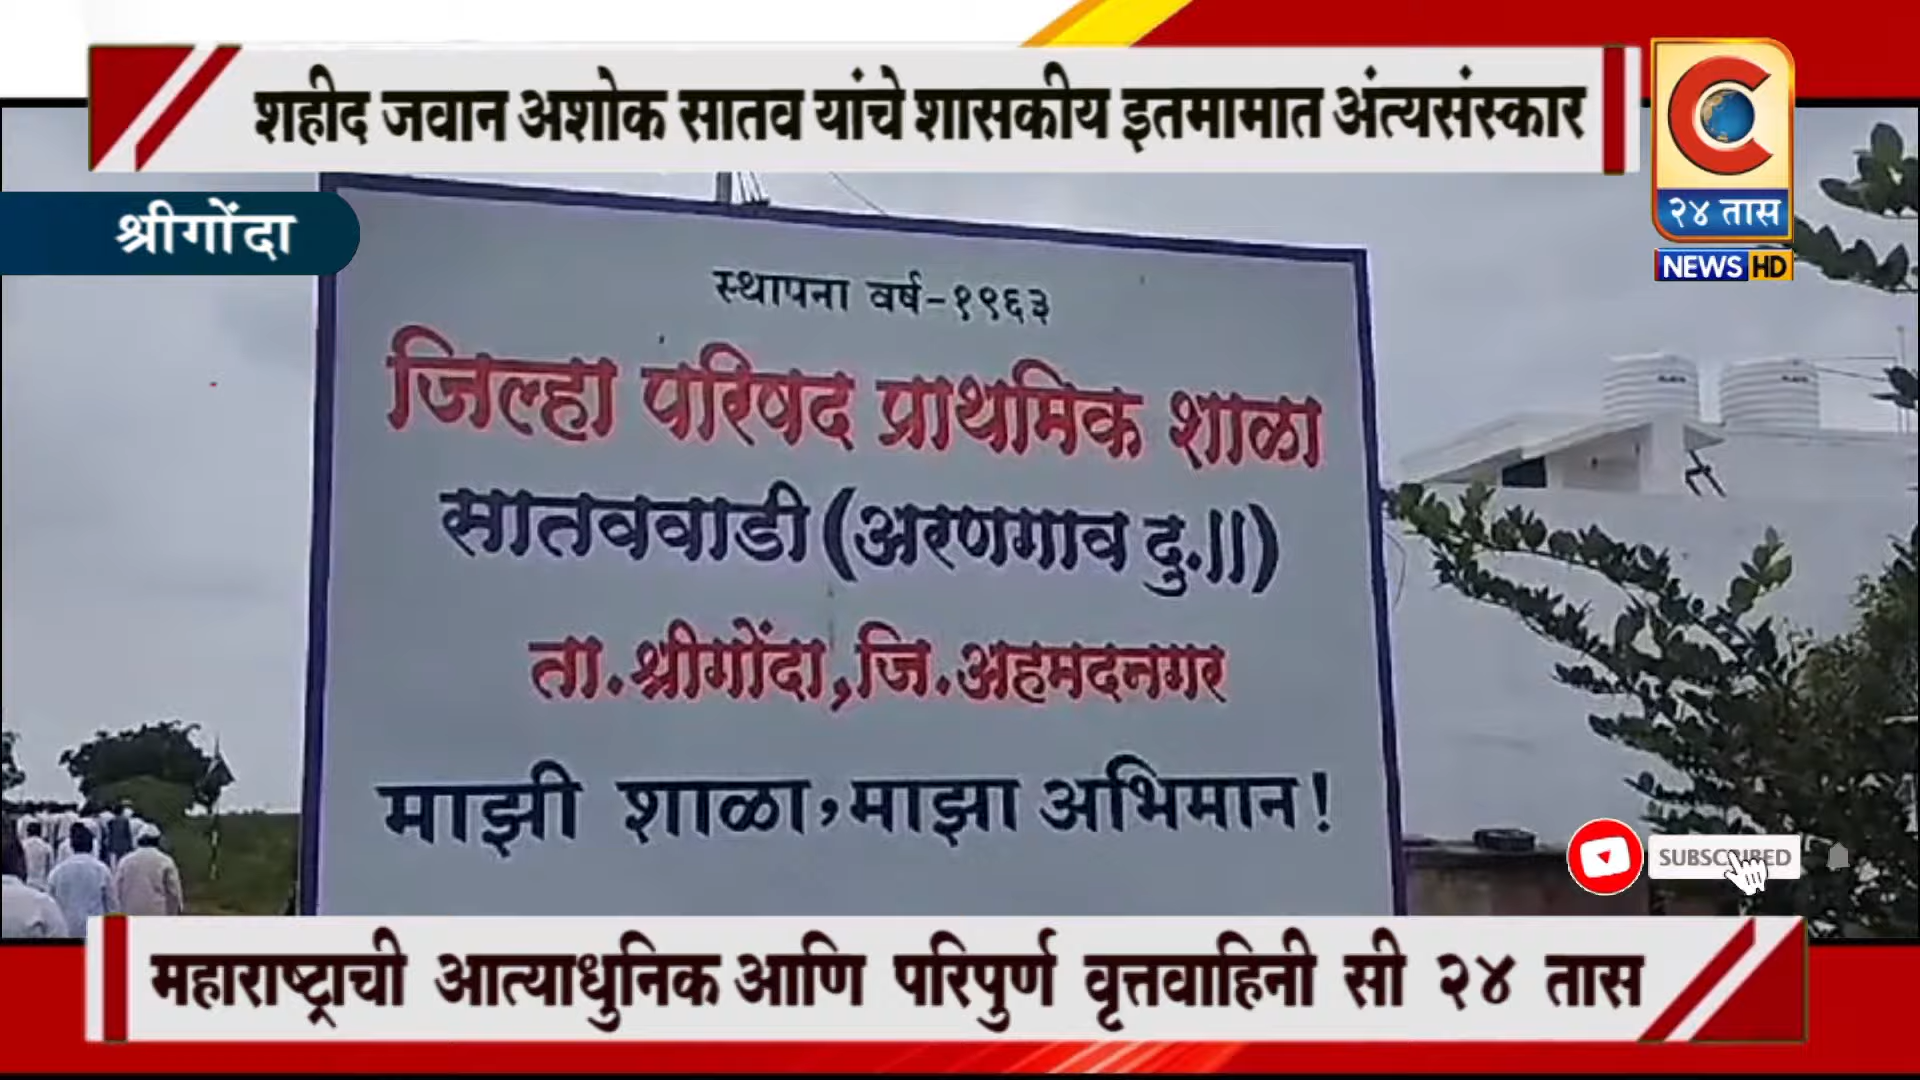 शहीद जवान अशोक सातव यांचे शासकीय इतमामात अंत्यसंस्कार
C
२४ तास
NEWS HD
श्रीगोंदा
स्थापना वर्ष-१९६३
जिल्हा परिषद प्राथमिक शाळा
सातववाडी (अरणगाव दु.||)
ता.श्रीगोंदा,जि.अहमदनगर
माझी शाळा,माझा अभिमान!
SUBSCRIBED
महाराष्ट्राची आत्याधुनिक आणि परिपुर्ण वृत्तवाहिनी सी २४ तास